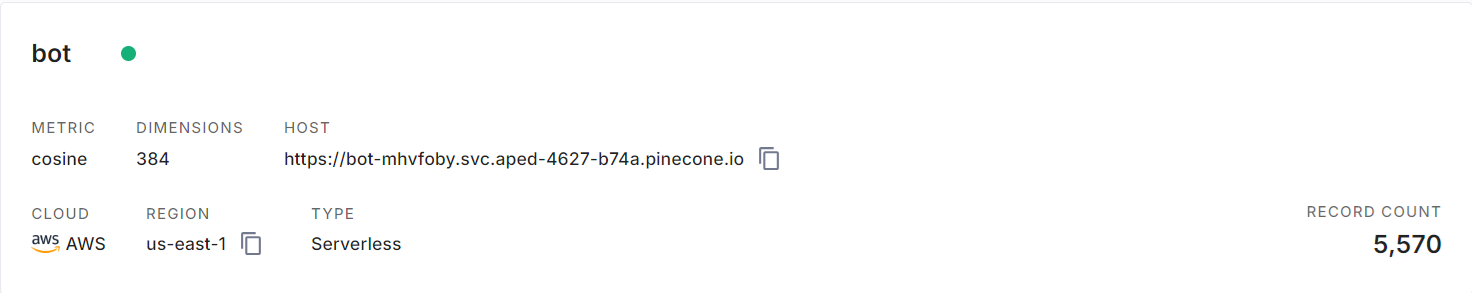 bot
METRIC DIMENSIONS HOST
cosine 384 https://bot-mhvfoby.svc.aped-4627-b74a.pinecone.io
CLOUD REGION TYPE RECORD COUNT
aws AWS us-east-1 Serverless 5,570